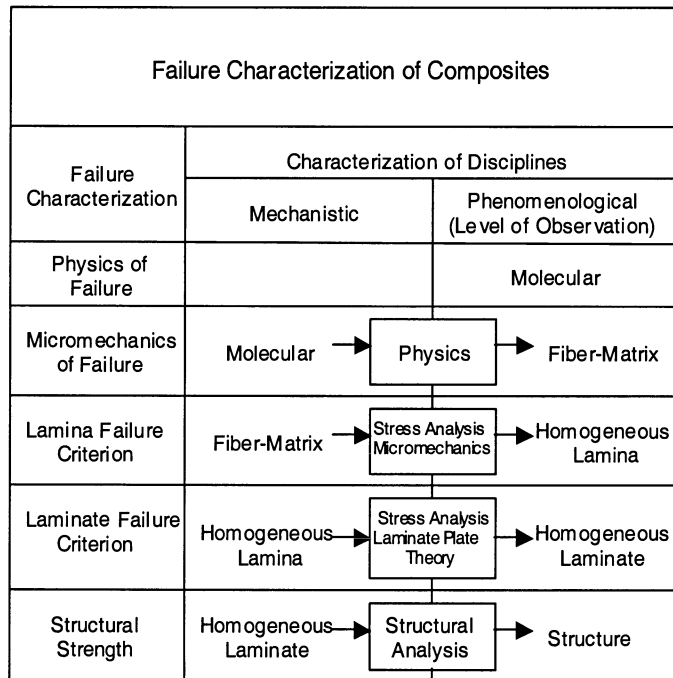 Failure Characterization of Composites
Failure
Characterization
Characterization of Disciplines
Mechanistic
Phenomenological
(Level of Observation)
Physics of
Failure
Molecular
Micromechanics
of Failure
Molecular
Physics
Fiber-Matrix
Lamina Failure
Criterion
Fiber-Matrix
Stress Analysis
Micromechanics
Homogeneous
Lamina
Laminate Failure
Criterion
Homogeneous
Lamina
Stress Analysis
Laminate Plate
Theory
Homogeneous
Laminate
Structural
Strength
Homogeneous
Laminate
Structural
Analysis
Structure